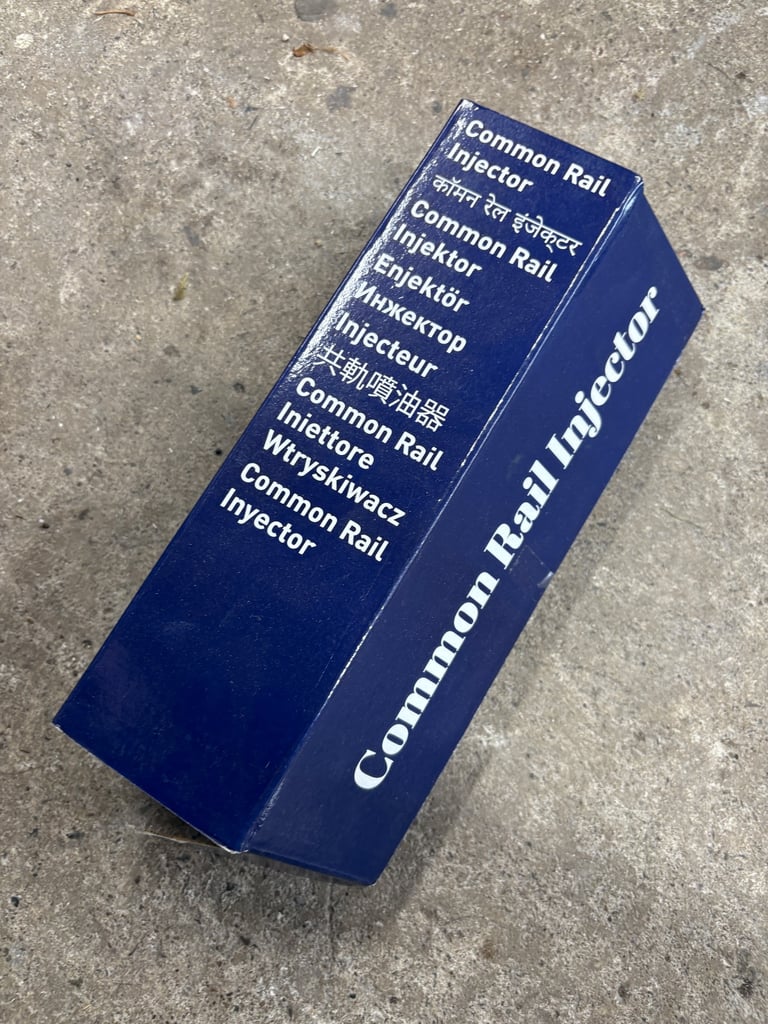 Common Rail
Injector
कॉमन रेल इंजेक्टर
Common Rail
Injektor
Enjektör
Инжектор
Injecteur
共軌噴油器
Common Rail
Iniettore
Wtryskiwacz
Common Rail
Inyector
Common Rail Injector